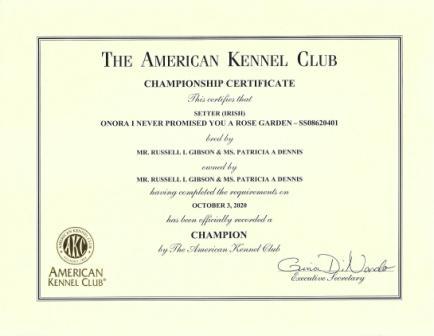 THE AMERICAN KENNEL CLUB
CHAMPIONSHIP CERTIFICATE
This certifies that
SETTER (IRISH)
ONORA I NEVER PROMISED YOU A ROSE GARDEN – SS08620401
bred by
MR. RUSSELL L GIBSON & MS. PATRICIA A DENNIS
owned by
MR. RUSSELL L GIBSON & MS. PATRICIA A DENNIS
having completed the requirements on
OCTOBER 3, 2020
has been officially recorded a
CHAMPION
by The American Kennel Club
AKC
AMERICAN
KENNEL CLUB®
Gina DiNardo
Executive Secretary